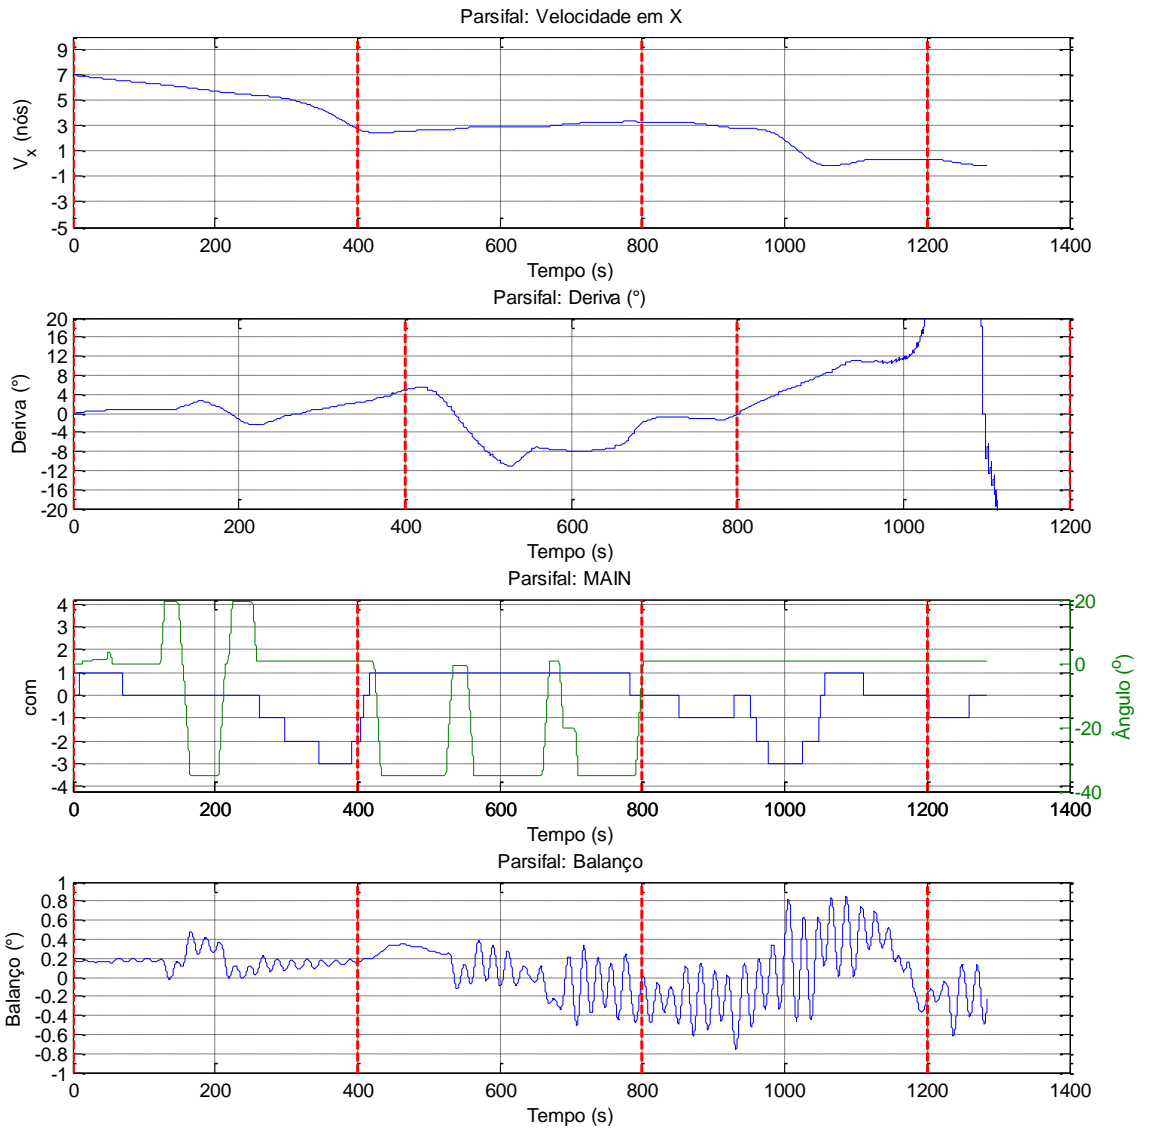 Parsifal: Velocidade em X
9
7
5
3
1
-1
-3
-5
V_x (nós)
0 200 400 600 800 1000 1200 1400
Tempo (s)
Parsifal: Deriva (°)
20
16
12
8
4
0
-4
-8
-12
-16
-20
Deriva (°)
0 200 400 600 800 1000 1200
Tempo (s)
Parsifal: MAIN
4
3
2
1
0
-1
-2
-3
-4
com
20
0
-20
-40
Ângulo (º)
0 200 400 600 800 1000 1200 1400
Tempo (s)
Parsifal: Balanço
1
0.8
0.6
0.4
0.2
0
-0.2
-0.4
-0.6
-0.8
-1
Balanço (°)
0 200 400 600 800 1000 1200 1400
Tempo (s)